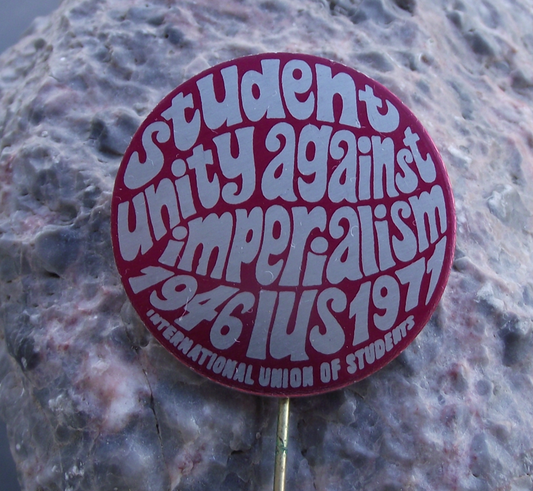 student
unity against
imperialism
1946 IUS 1971
INTERNATIONAL UNION OF STUDENTS